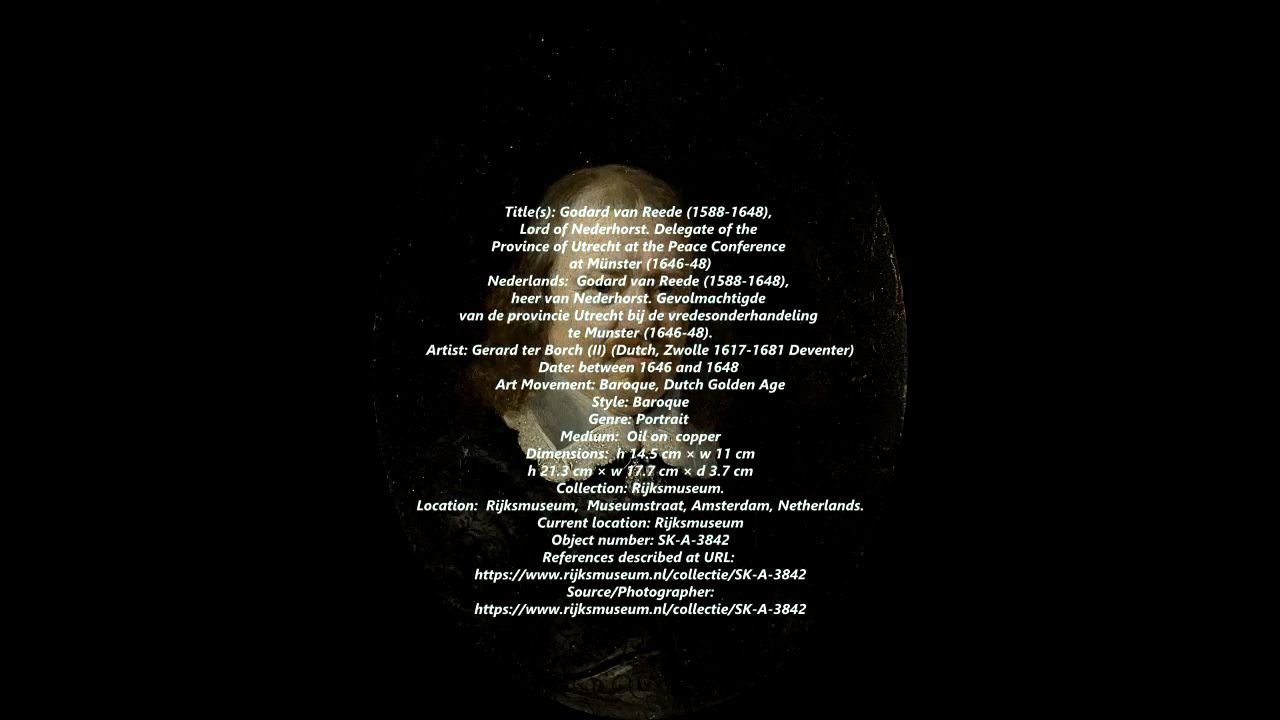 Title(s): Godard van Reede (1588-1648),
Lord of Nederhorst. Delegate of the
Province of Utrecht at the Peace Conference
at Münster (1646-48)
Nederlands:  Godard van Reede (1588-1648),
heer van Nederhorst. Gevolmachtigde
van de provincie Utrecht bij de vredesonderhandeling
te Munster (1646-48).
Artist: Gerard ter Borch (II) (Dutch, Zwolle 1617-1681 Deventer)
Date: between 1646 and 1648
Art Movement: Baroque, Dutch Golden Age
Style: Baroque
Genre: Portrait
Medium:  Oil on  copper
Dimensions:  h 14.5 cm × w 11 cm
h 21.3 cm × w 17.7 cm × d 3.7 cm
Collection: Rijksmuseum.
Location:  Rijksmuseum,  Museumstraat, Amsterdam, Netherlands.
Current location: Rijksmuseum
Object number: SK-A-3842
References described at URL:
https://www.rijksmuseum.nl/collectie/SK-A-3842
Source/Photographer:
https://www.rijksmuseum.nl/collectie/SK-A-3842